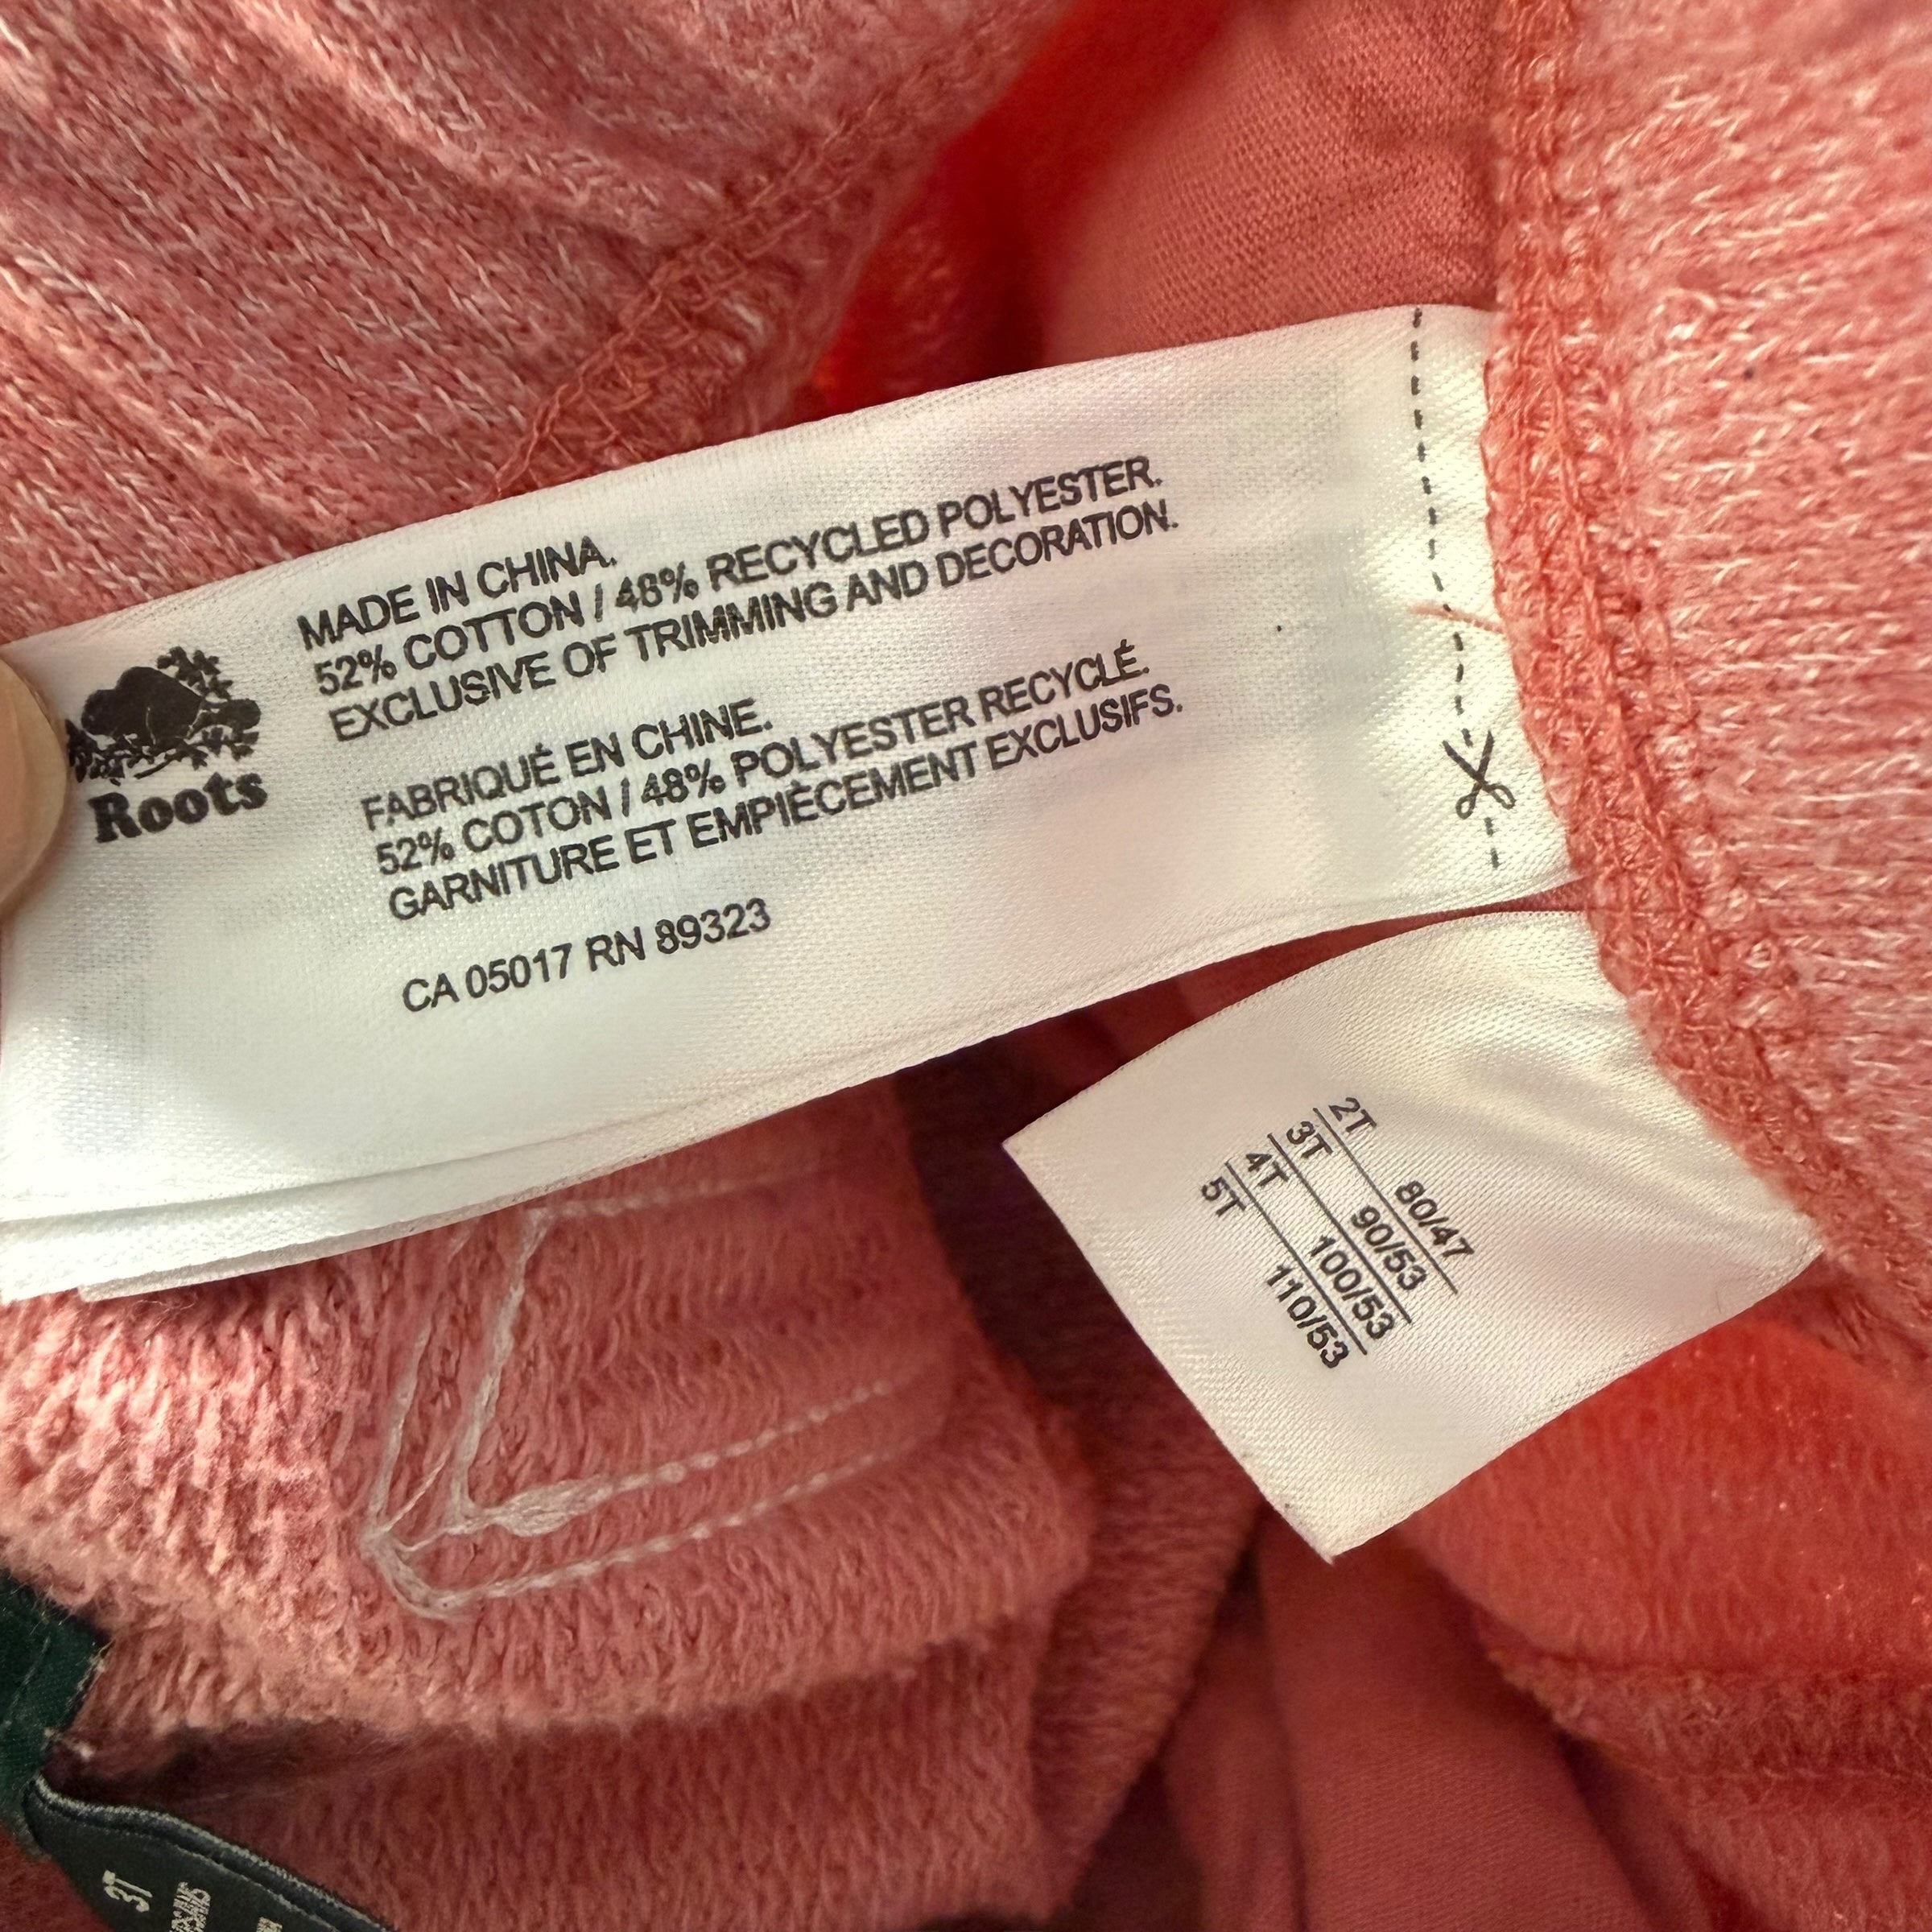 Roots
MADE IN CHINA.
52% COTTON / 48% RECYCLED POLYESTER.
EXCLUSIVE OF TRIMMING AND DECORATION.
FABRIQUÉ EN CHINE.
52% COTON / 48% POLYESTER RECYCLÉ.
GARNITURE ET EMPIÈCEMENT EXCLUSIFS.
CA 05017 RN 89323
2T 80/47
3T 90/53
4T 100/53
5T 110/53
3T